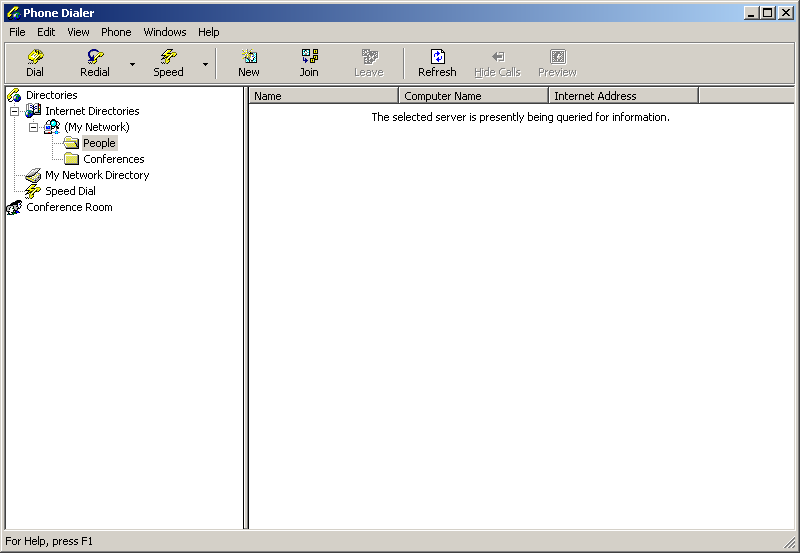 Phone Dialer
File Edit View Phone Windows Help
Dial Redial Speed New Join Leave Refresh Hide Calls Preview
Directories
Internet Directories
(My Network)
People
Conferences
My Network Directory
Speed Dial
Conference Room
Name Computer Name Internet Address
The selected server is presently being queried for information.
For Help, press F1